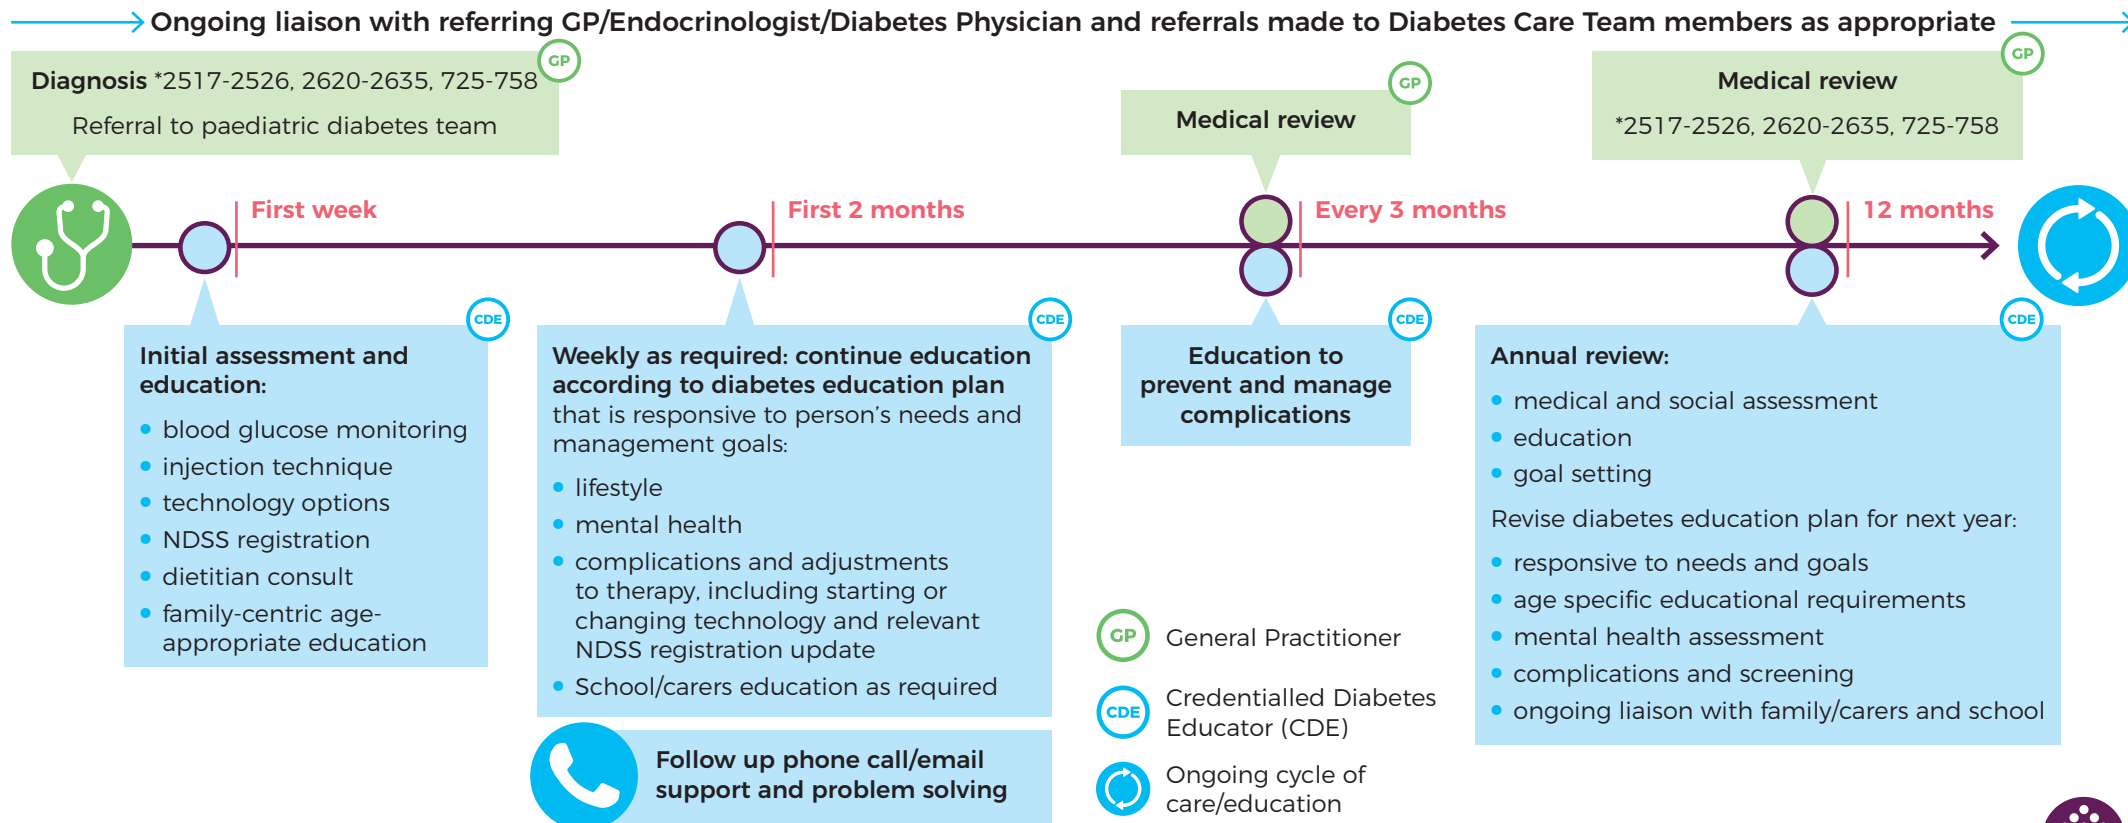 Ongoing liaison with referring GP/Endocrinologist/Diabetes Physician and referrals made to Diabetes Care Team members as appropriate
GP
Diagnosis *2517-2526, 2620-2635, 725-758
Referral to paediatric diabetes team
GP
Medical review
GP
Medical review
*2517-2526, 2620-2635, 725-758
First week
First 2 months
Every 3 months
12 months
CDE
Initial assessment and
education:
• blood glucose monitoring
• injection technique
• technology options
• NDSS registration
• dietitian consult
• family-centric age-
appropriate education
CDE
Weekly as required: continue education
according to diabetes education plan
that is responsive to person's needs and
management goals:
• lifestyle
• mental health
• complications and adjustments
to therapy, including starting or
changing technology and relevant
NDSS registration update
• School/carers education as required
Follow up phone call/email
support and problem solving
CDE
Education to
prevent and manage
complications
CDE
Annual review:
• medical and social assessment
• education
• goal setting
Revise diabetes education plan for next year:
• responsive to needs and goals
• age specific educational requirements
• mental health assessment
• complications and screening
• ongoing liaison with family/carers and school
GP General Practitioner
CDE Credentialled Diabetes
Educator (CDE)
Ongoing cycle of
care/education